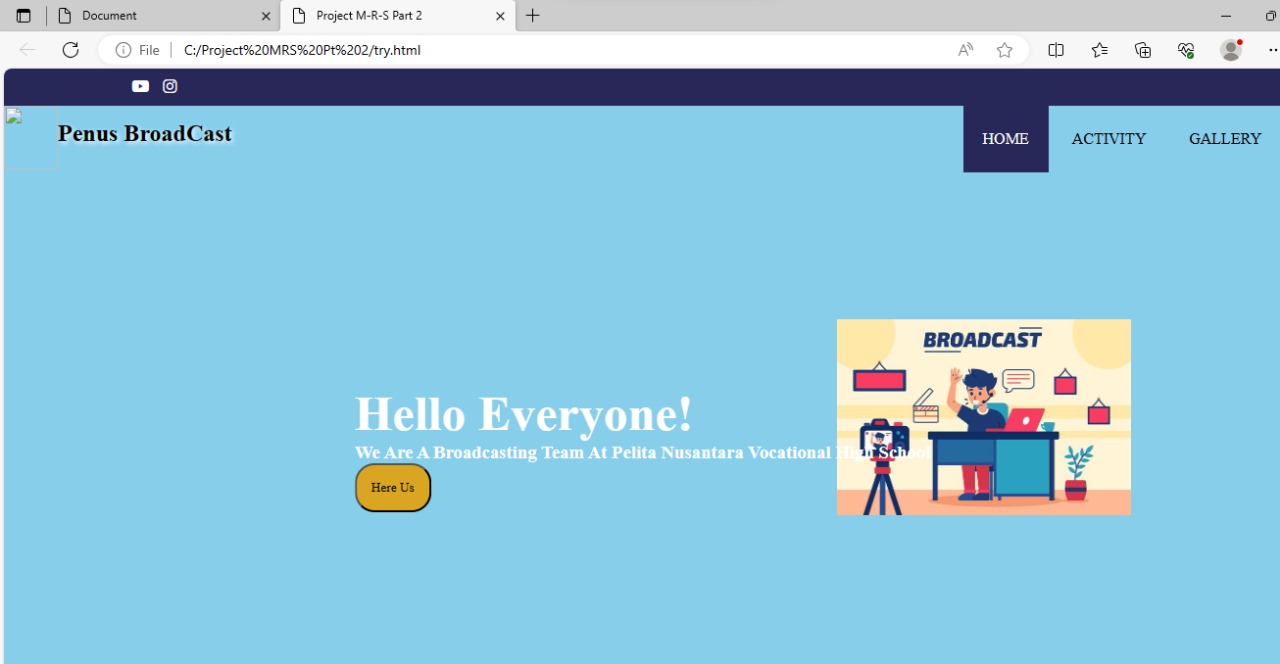 Document
Project M-R-S Part 2
File
C:/Project%20MRS%20Pt%202/try.html
Penus BroadCast
HOME
ACTIVITY
GALLERY
BROADCAST
Hello Everyone!
We Are A Broadcasting Team At Pelita Nusantara Vocational High School
Here Us